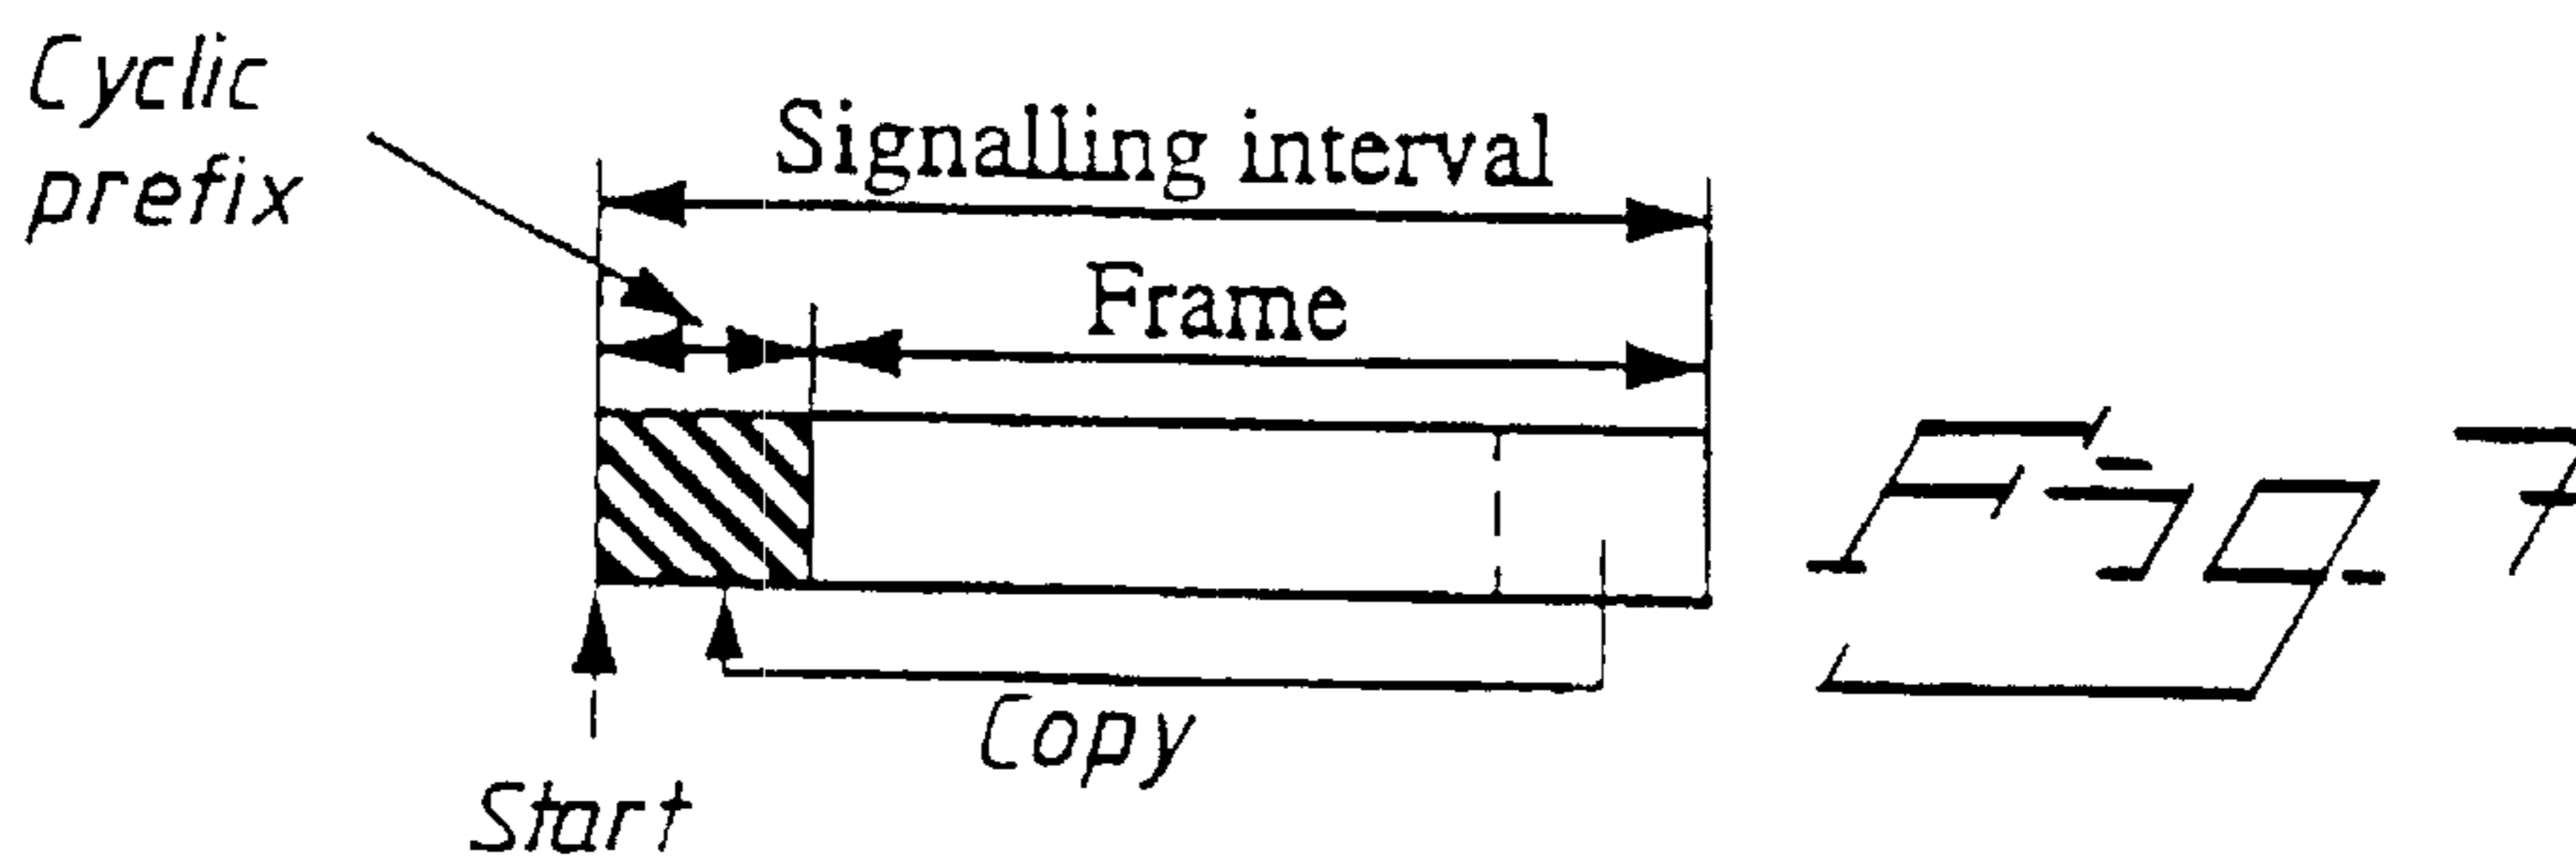 Cyclic
prefix
Signalling interval
Frame
Copy
Start
Fig. 7